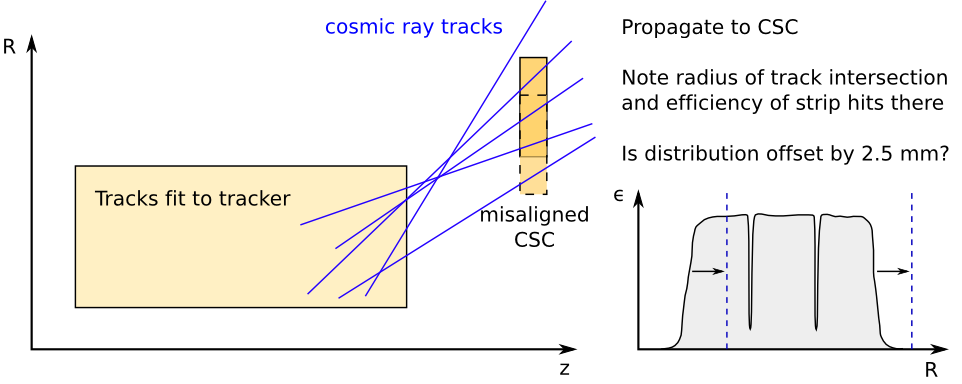 cosmic ray tracks
R
Tracks fit to tracker
misaligned
CSC
z
Propagate to CSC
Note radius of track intersection
and efficiency of strip hits there
Is distribution offset by 2.5 mm?
ϵ
R